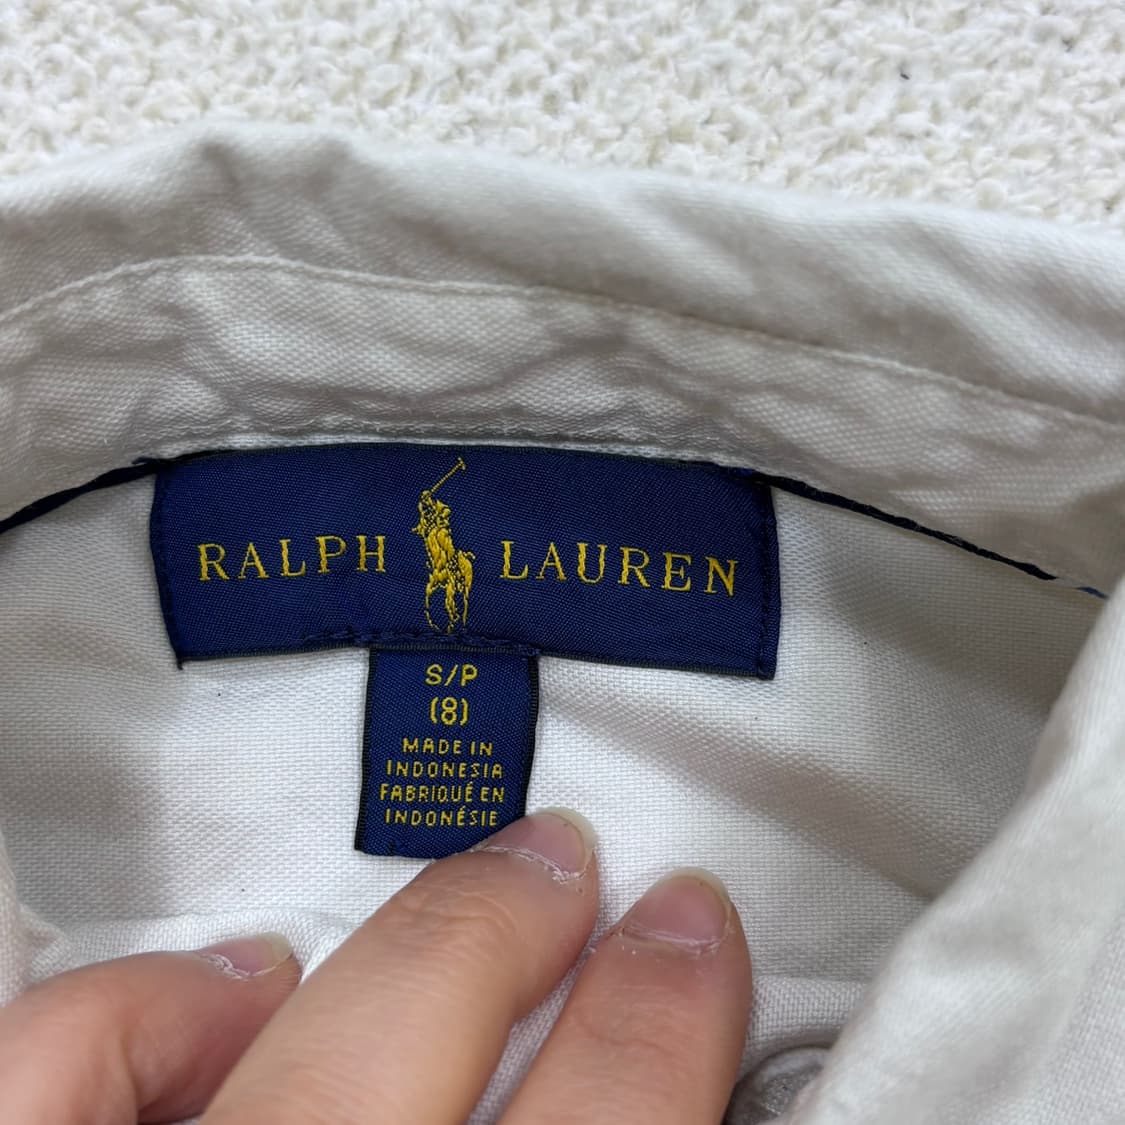 RALPH LAUREN
S/P
(8)
MADE IN
INDONESIA
FABRIQUÉ EN
INDONÉSIE